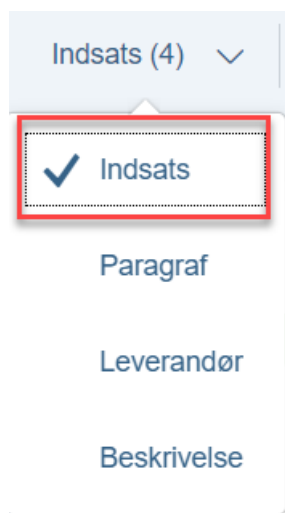 Indsats (4)
Indsats
Paragraf
Leverandør
Beskrivelse